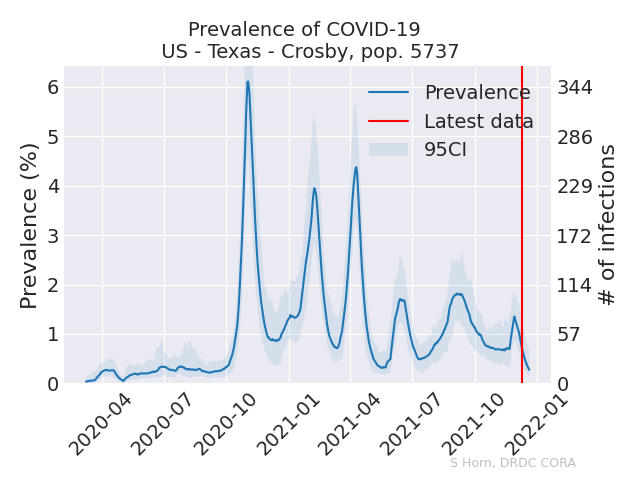 Prevalence of COVID-19
US - Texas - Crosby, pop. 5737
Prevalence (%)
6
5
4
3
2
1
0
Prevalence
Latest data
95CI
344
286
229
172
114
57
0
# of infections
2020-04
2020-07
2020-10
2021-01
2021-04
2021-07
2021-10
2022-01
S Horn, DRDC CORA